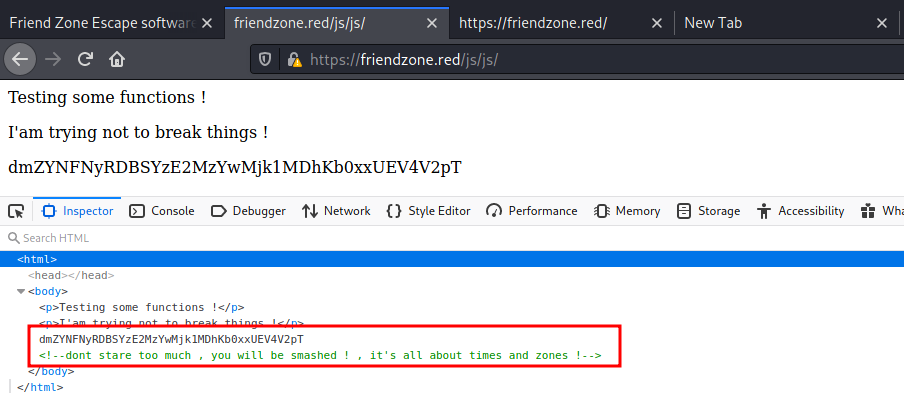 Friend Zone Escape software
friendzone.red/js/js/
https://friendzone.red/
New Tab
https://friendzone.red/js/js/
Testing some functions !
I'am trying not to break things !
dmZYNFNyRDBSYzE2MzYwMjk1MDhKb0xxUEV4V2pT
Inspector Console Debugger Network Style Editor Performance Memory Storage Accessibility Wha
Search HTML
<html>
<head></head>
<body>
<p>Testing some functions !</p>
<p>I'am trying not to break things !</p>
dmZYNFNyRDBSYzE2MzYwMjk1MDhKb0xxUEV4V2pT
<!--dont stare too much , you will be smashed ! , it's all about times and zones !-->
</body>
</html>